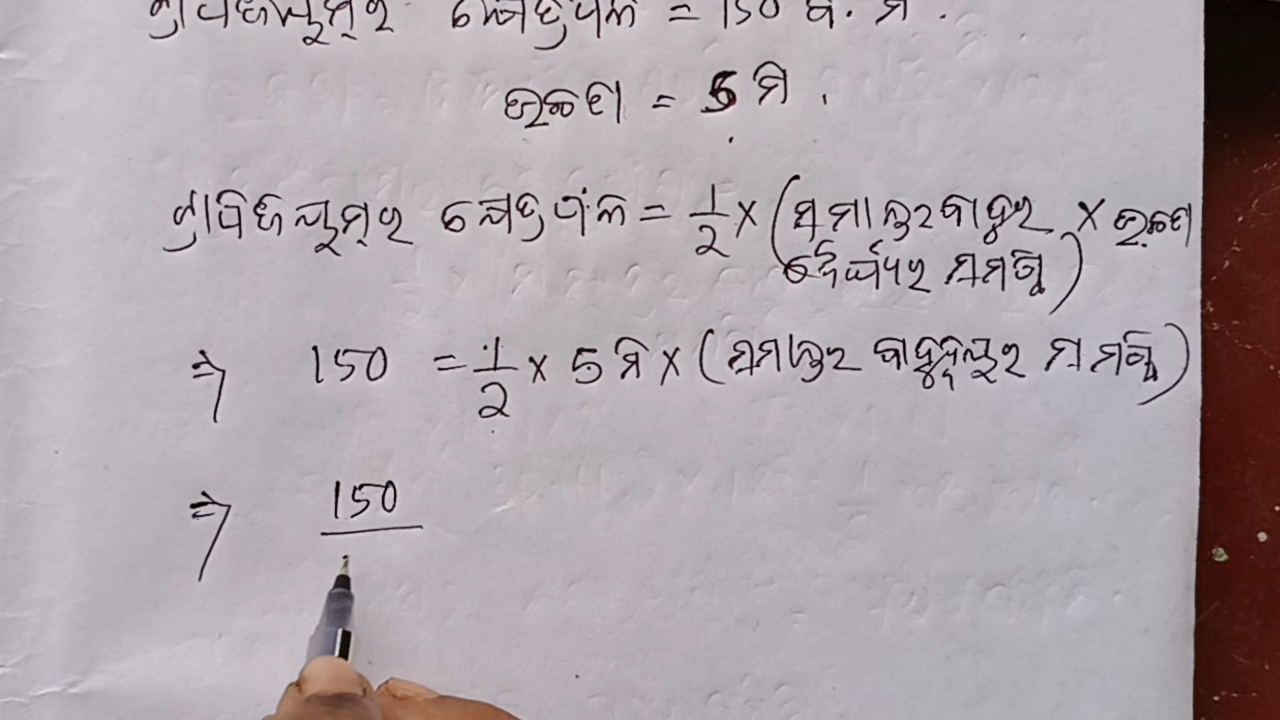 ଟ୍ରାପିଜିୟମ୍‌ର କ୍ଷେତ୍ରଫଳ = 150 ବ. ମି.
ଉଚ୍ଚତା = 5 ମି.
ଟ୍ରାପିଜିୟମ୍‌ର କ୍ଷେତ୍ରଫଳ = 1/2 × (ସମାନ୍ତର ବାହୁର × ଉଚ୍ଚତା
ଦୈର୍ଘ୍ୟର ସମଷ୍ଟି)
⇒ 150 = 1/2 × 5 ମି × (ସମାନ୍ତର ବାହୁଦ୍ୱୟର ସମଷ୍ଟି)
⇒ 150